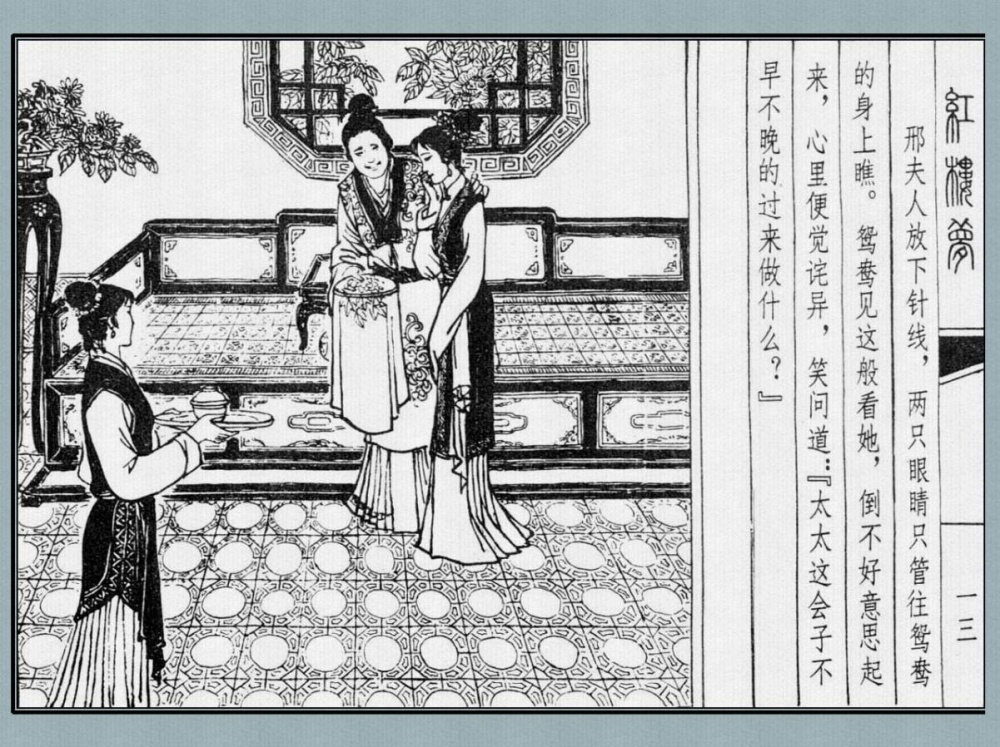 紅樓夢
一三
邢夫人放下针线，两只眼睛只管往鸳鸯
的身上瞧。鸳鸯见这般看她，倒不好意思起
来，心里便觉诧异，笑问道：『太太这会子不
早不晚的过来做什么？』